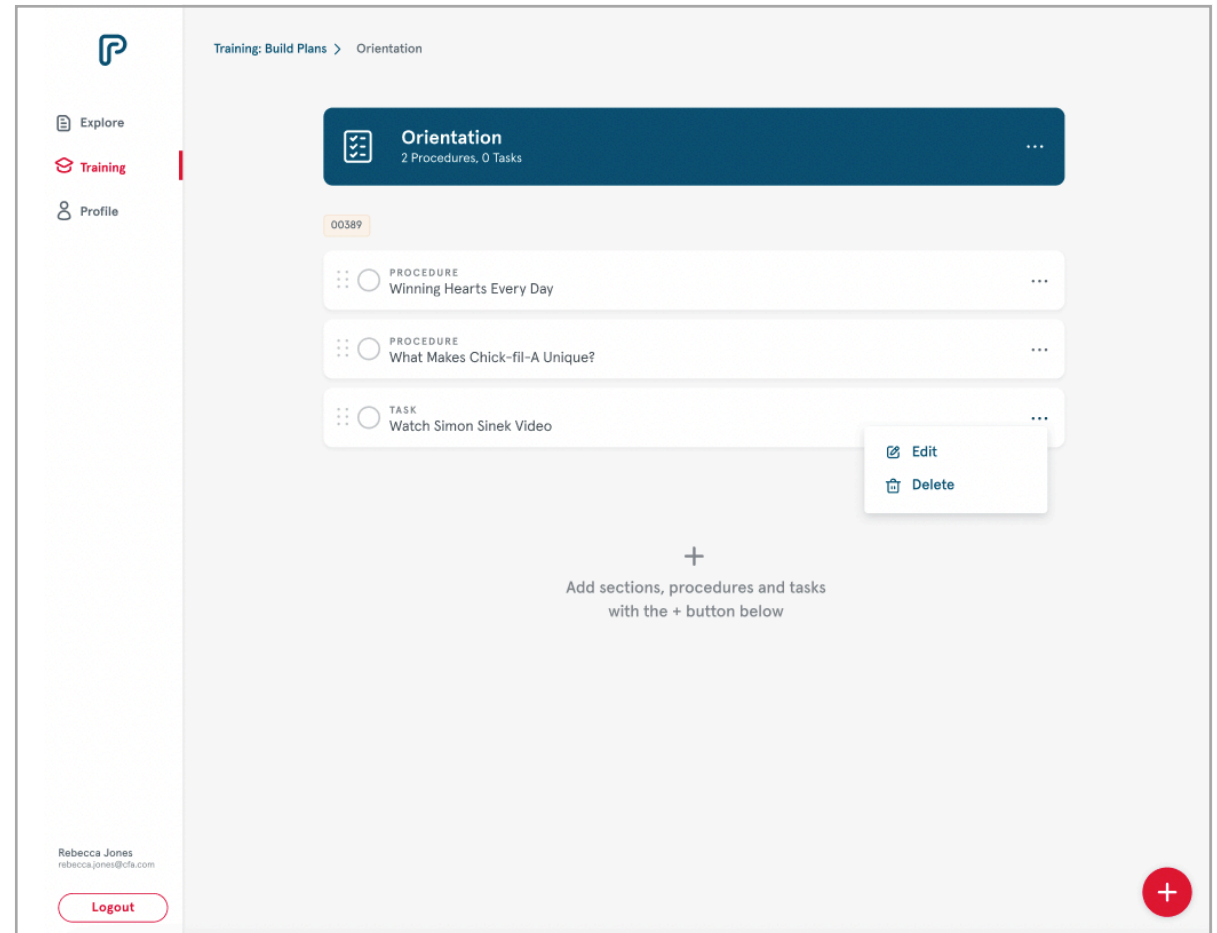 Training: Build Plans > Orientation
Explore
Training
Profile
Orientation
2 Procedures, 0 Tasks
00389
PROCEDURE
Winning Hearts Every Day
PROCEDURE
What Makes Chick-fil-A Unique?
TASK
Watch Simon Sinek Video
Edit
Delete
Add sections, procedures and tasks
with the + button below
Rebecca Jones
rebecca.jones@cfa.com
Logout